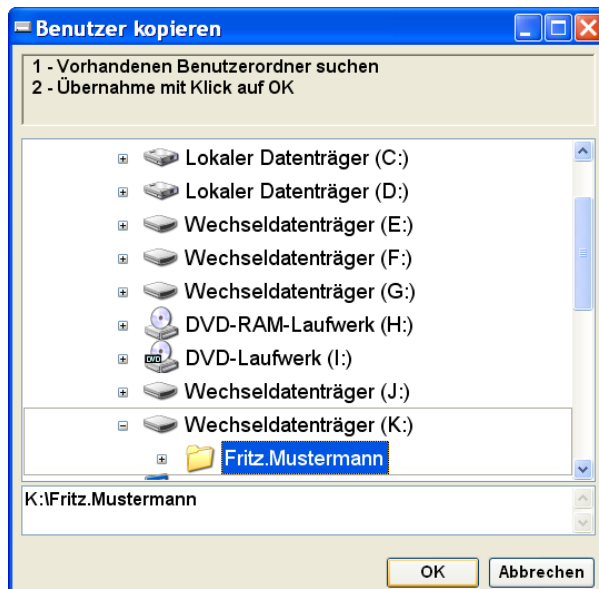 Benutzer kopieren
1 - Vorhandenen Benutzerordner suchen
2 - Übernahme mit Klick auf OK
Lokaler Datenträger (C:)
Lokaler Datenträger (D:)
Wechseldatenträger (E:)
Wechseldatenträger (F:)
Wechseldatenträger (G:)
DVD-RAM-Laufwerk (H:)
DVD-Laufwerk (I:)
Wechseldatenträger (J:)
Wechseldatenträger (K:)
Fritz.Mustermann
K:\Fritz.Mustermann
OK Abbrechen